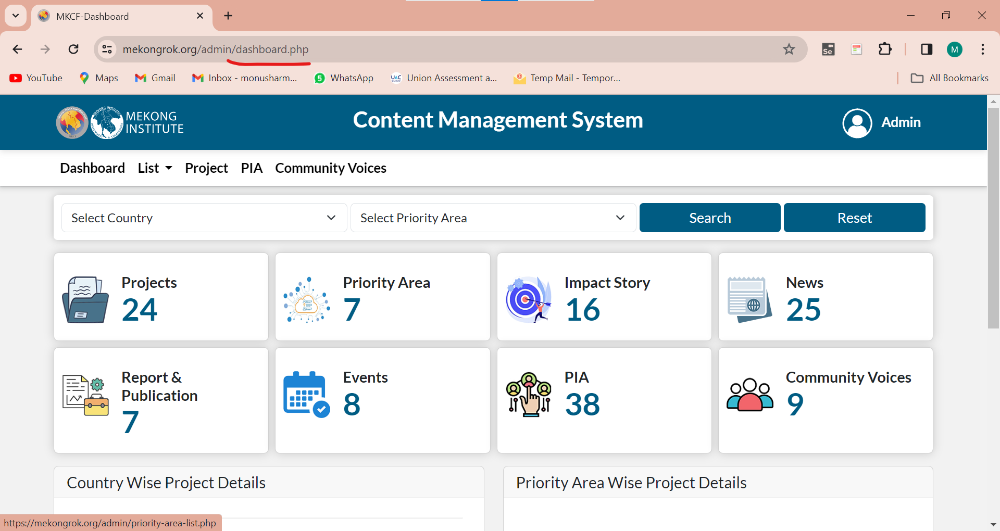 MKCF-Dashboard
mekongrok.org/admin/dashboard.php
Se
M
YouTube
Maps
Gmail
Inbox - monusharm...
5
WhatsApp
UAC
Union Assessment a...
Temp Mail - Tempor...
All Bookmarks
MEKONG
INSTITUTE
Content Management System
Admin
Dashboard List Project PIA Community Voices
Select Country
Select Priority Area
Search
Reset
Projects
24
Priority Area
7
Impact Story
16
News
25
Report &
Publication
7
Events
8
PIA
38
Community Voices
9
Country Wise Project Details
Priority Area Wise Project Details
https://mekongrok.org/admin/priority-area-list.php